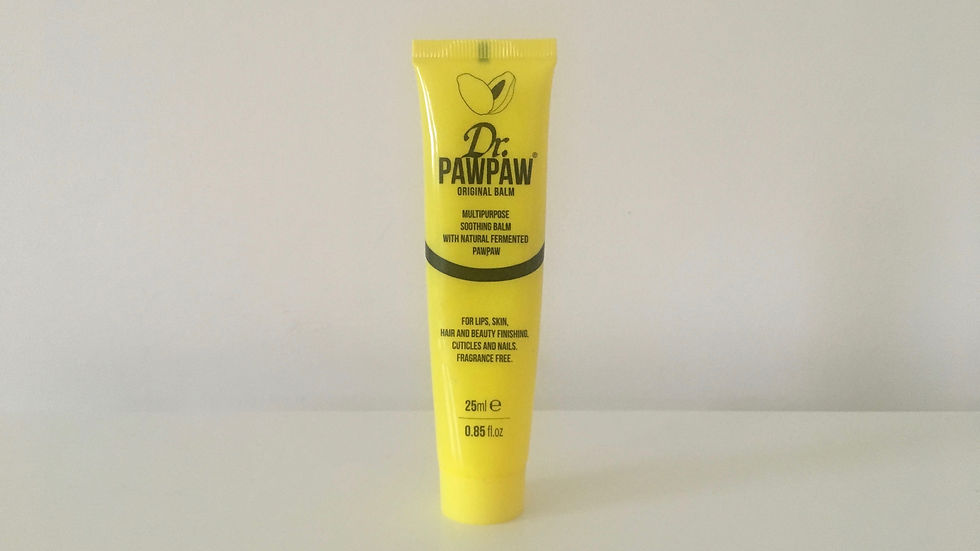 Dr.
PAWPAW®
ORIGINAL BALM
MULTIPURPOSE
SOOTHING BALM
WITH NATURAL FERMENTED
PAWPAW
FOR LIPS, SKIN,
HAIR AND BEAUTY FINISHING.
CUTICLES AND NAILS.
FRAGRANCE FREE.
25ml ℮
0.85 fl.oz